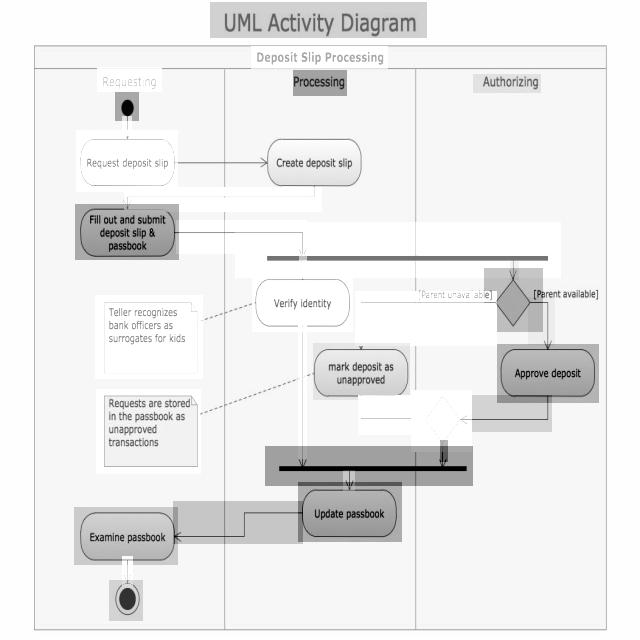 UML Activity Diagram
Deposit Slip Processing
Requesting
Processing
Authorizing
Request deposit slip
Create deposit slip
Fill out and submit
deposit slip &
passbook
[Parent unavailable]
[Parent available]
Verify identity
Teller recognizes
bank officers as
surrogates for kids
mark deposit as
unapproved
Approve deposit
Requests are stored
in the passbook as
unapproved
transactions
Update passbook
Examine passbook